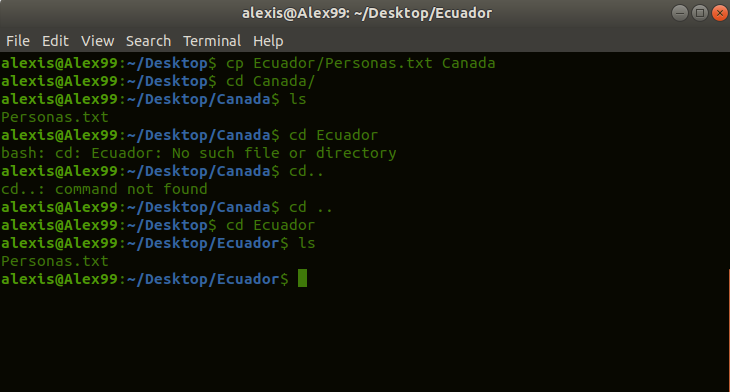 alexis@Alex99: ~/Desktop/Ecuador
File Edit View Search Terminal Help
alexis@Alex99:~/Desktop$ cp Ecuador/Personas.txt Canada
alexis@Alex99:~/Desktop$ cd Canada/
alexis@Alex99:~/Desktop/Canada$ ls
Personas.txt
alexis@Alex99:~/Desktop/Canada$ cd Ecuador
bash: cd: Ecuador: No such file or directory
alexis@Alex99:~/Desktop/Canada$ cd..
cd..: command not found
alexis@Alex99:~/Desktop/Canada$ cd ..
alexis@Alex99:~/Desktop$ cd Ecuador
alexis@Alex99:~/Desktop/Ecuador$ ls
Personas.txt
alexis@Alex99:~/Desktop/Ecuador$